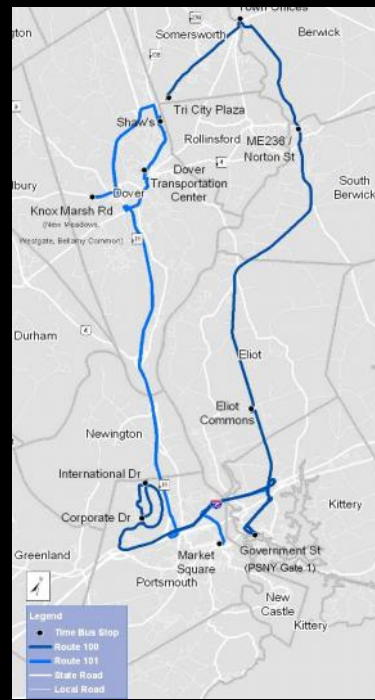 Town Offices
Somersworth
Berwick
Tri City Plaza
Shaw's
Rollinsford
ME236 /
Norton St
Dover
Transportation
Center
Dover
South
Berwick
Knox Marsh Rd
(New Meadows,
Westgate, Bellamy Common)
Durham
Eliot
Eliot
Commons
Newington
International Dr
Corporate Dr
Kittery
Greenland
Market
Square
Government St
(PSNY Gate 1)
Portsmouth
New
Castle
Kittery
Legend
Time Bus Stop
Route 100
Route 101
State Road
Local Road